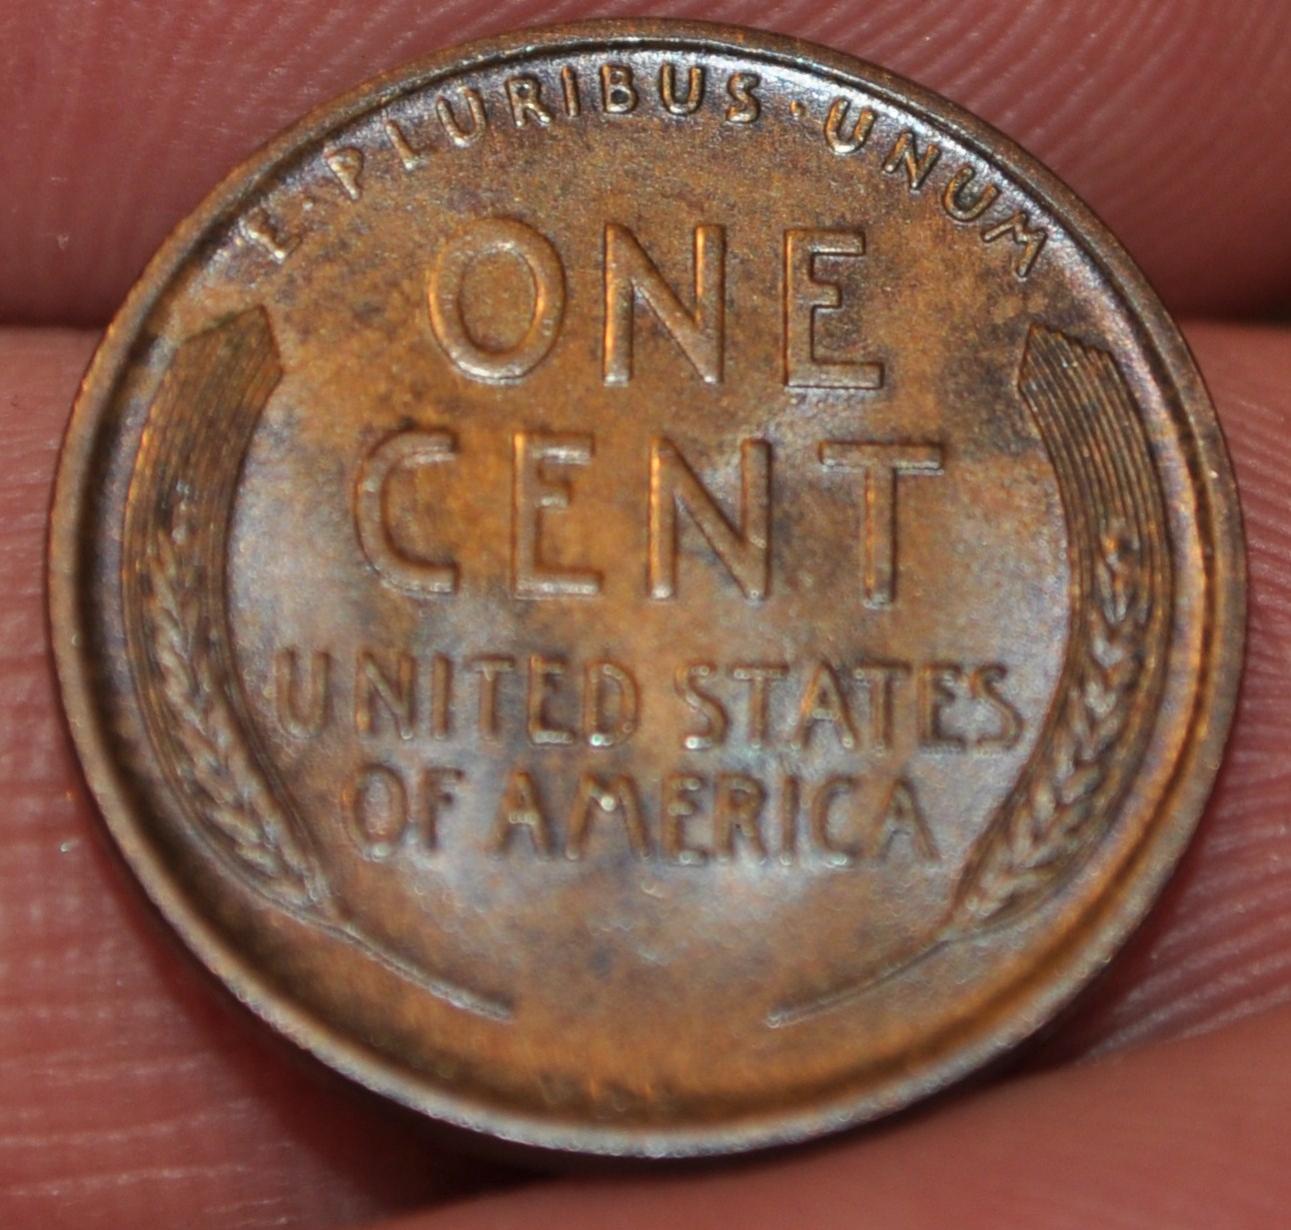 E·PLURIBUS·UNUM
ONE
CENT
UNITED STATES
OF AMERICA